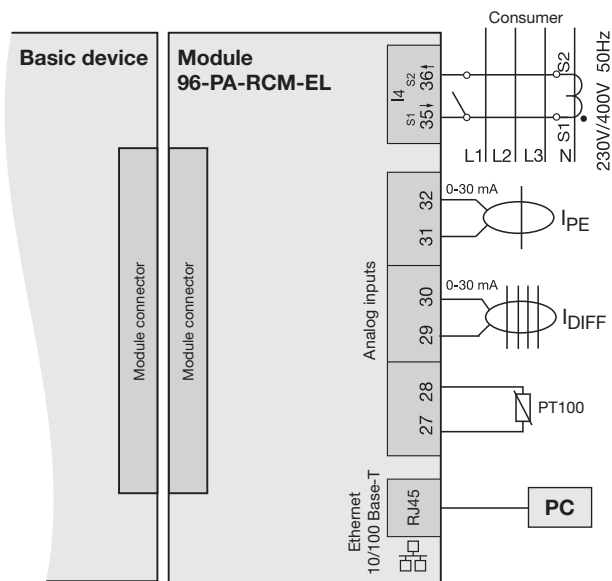 Consumer
Basic device
Module
96-PA-RCM-EL
I4
S2
36
S1
35
S2
S1
L1 L2 L3 N
230V/400V 50Hz
32
31
0-30 mA
IPE
Analog inputs
30
29
0-30 mA
IDIFF
28
27
PT100
Module connector
Module connector
Ethernet
10/100 Base-T
RJ45
PC